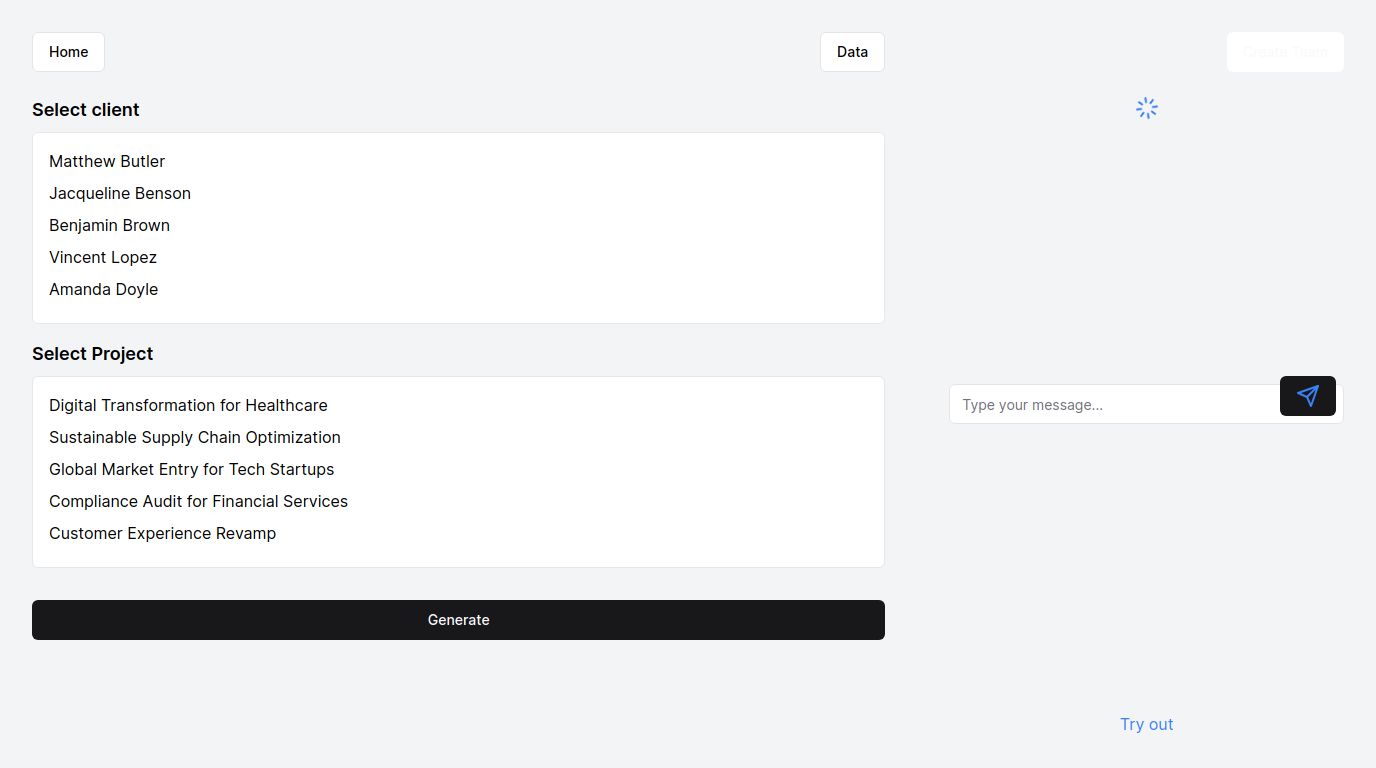 Home
Data
Create Team
Select client
Matthew Butler
Jacqueline Benson
Benjamin Brown
Vincent Lopez
Amanda Doyle
Select Project
Digital Transformation for Healthcare
Sustainable Supply Chain Optimization
Global Market Entry for Tech Startups
Compliance Audit for Financial Services
Customer Experience Revamp
Type your message...
Generate
Try out